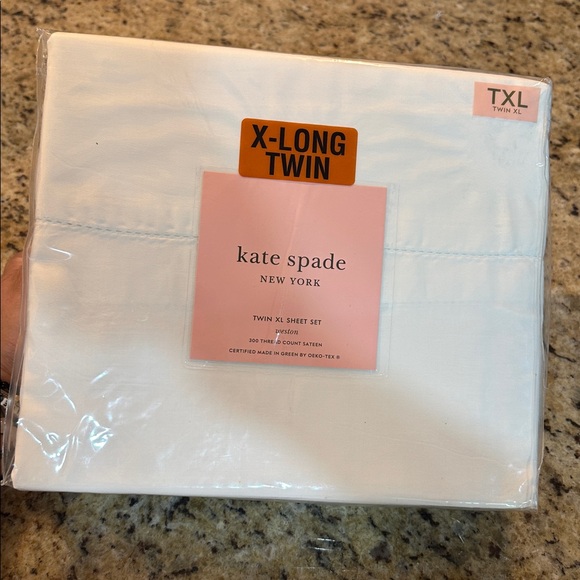 TXL
TWIN XL
X-LONG
TWIN
kate spade
NEW YORK
TWIN XL SHEET SET
weston
300 THREAD COUNT SATEEN
CERTIFIED MADE IN GREEN BY OEKO-TEX ®